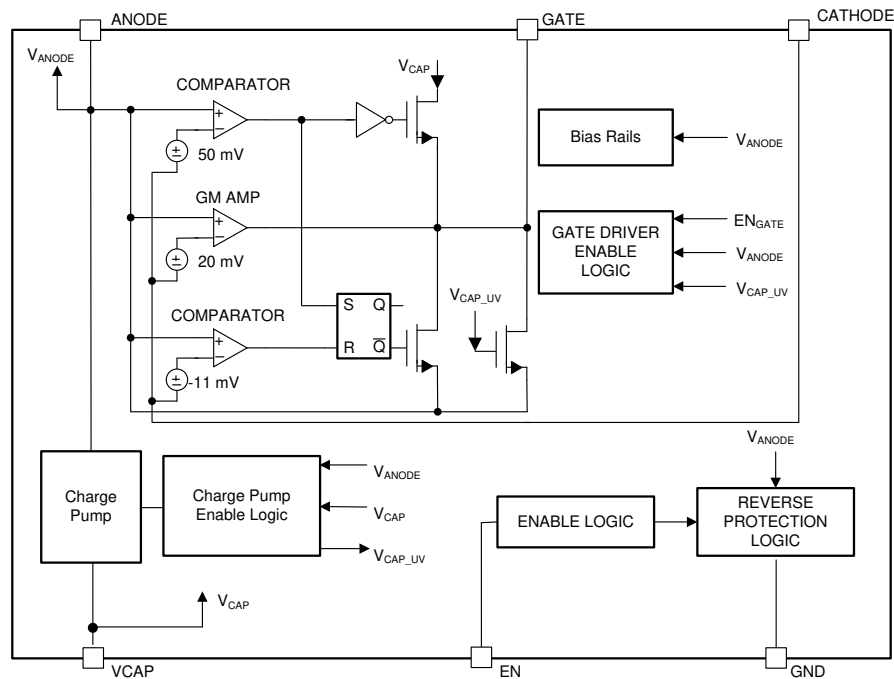 ANODE
GATE
CATHODE
VANODE
COMPARATOR
VCAP
+
−
±
50 mV
Bias Rails
VANODE
GM AMP
+
−
±
20 mV
GATE DRIVER
ENABLE
LOGIC
ENGATE
VANODE
VCAP_UV
COMPARATOR
+
−
±
-11 mV
S Q
R Q̅
VCAP_UV
Charge
Pump
Charge Pump
Enable Logic
VANODE
VCAP
VCAP_UV
VANODE
ENABLE LOGIC
REVERSE
PROTECTION
LOGIC
VCAP
VCAP
EN
GND